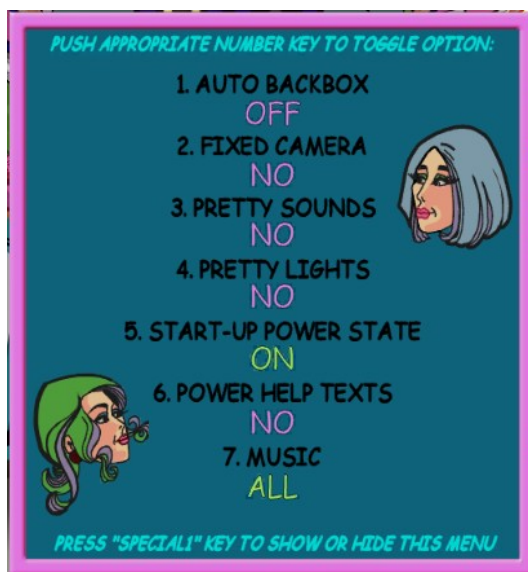 PUSH APPROPRIATE NUMBER KEY TO TOGGLE OPTION:
1. AUTO BACKBOX
OFF
2. FIXED CAMERA
NO
3. PRETTY SOUNDS
NO
4. PRETTY LIGHTS
NO
5. START-UP POWER STATE
ON
6. POWER HELP TEXTS
NO
7. MUSIC
ALL
PRESS "SPECIAL1" KEY TO SHOW OR HIDE THIS MENU